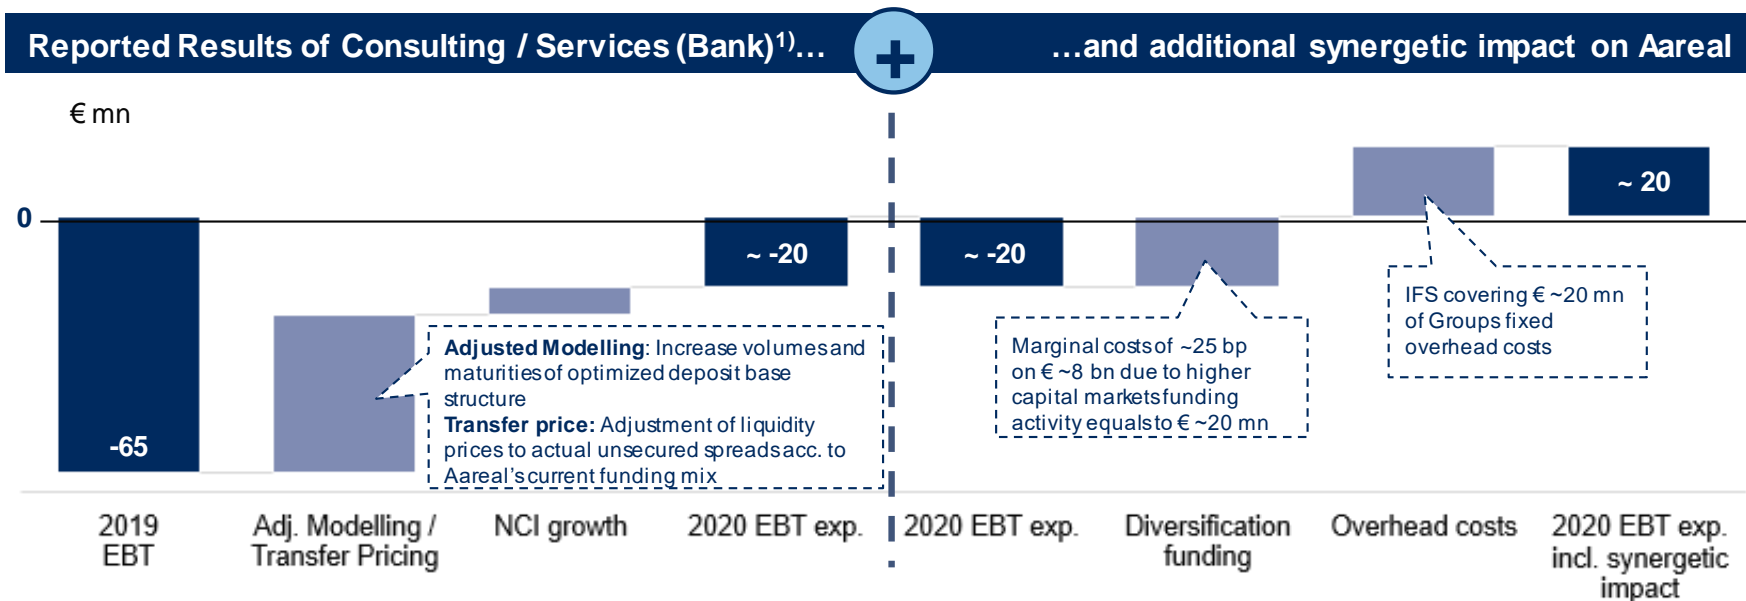 Reported Results of Consulting / Services (Bank)1)…
+
…and additional synergetic impact on Aareal
€ mn
0
-65
~ -20
~ -20
~ 20
Adjusted Modelling: Increase volumes and
maturities of optimized deposit base
structure
Transfer price: Adjustment of liquidity
prices to actual unsecured spreads acc. to
Aareal's current funding mix
Marginal costs of ~25 bp
on € ~8 bn due to higher
capital markets funding
activity equals to € ~20 mn
IFS covering € ~20 mn
of Groups fixed
overhead costs
2019
EBT
Adj. Modelling /
Transfer Pricing
NCI growth
2020 EBT exp.
2020 EBT exp.
Diversification
funding
Overhead costs
2020 EBT exp.
incl. synergetic
impact